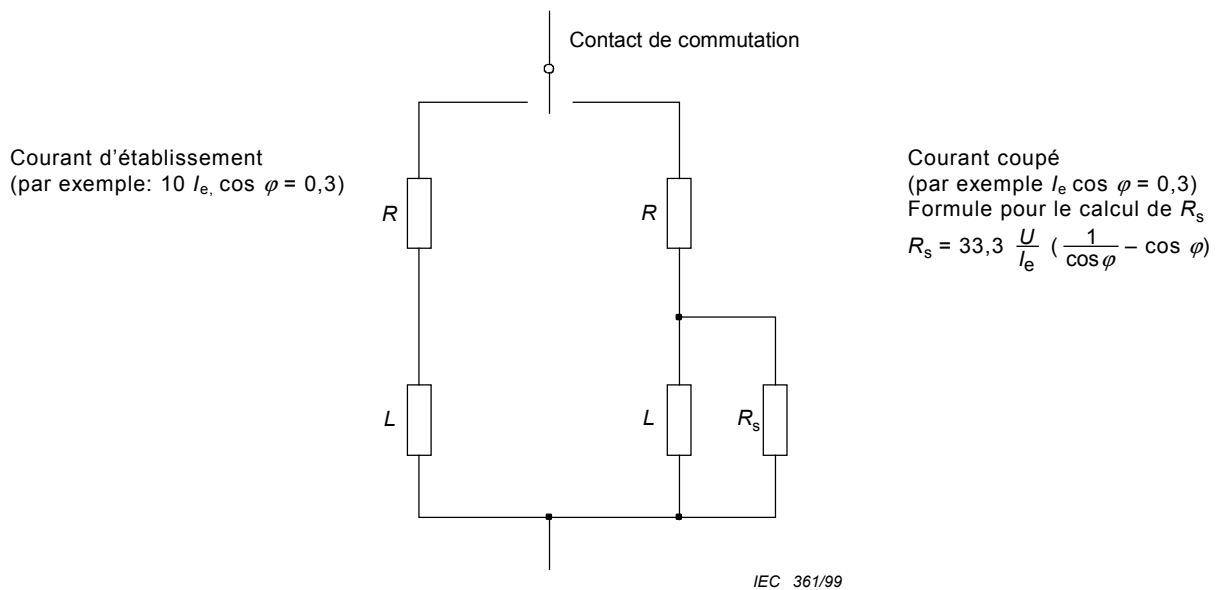 Contact de commutation
Courant d'établissement
(par exemple: 10 Ie, cos φ = 0,3)
R
L
R
L
Rs
Courant coupé
(par exemple Ie cos φ = 0,3)
Formule pour le calcul de Rs
Rs = 33,3 U/Ie ( 1/cos φ – cos φ)
IEC 361/99